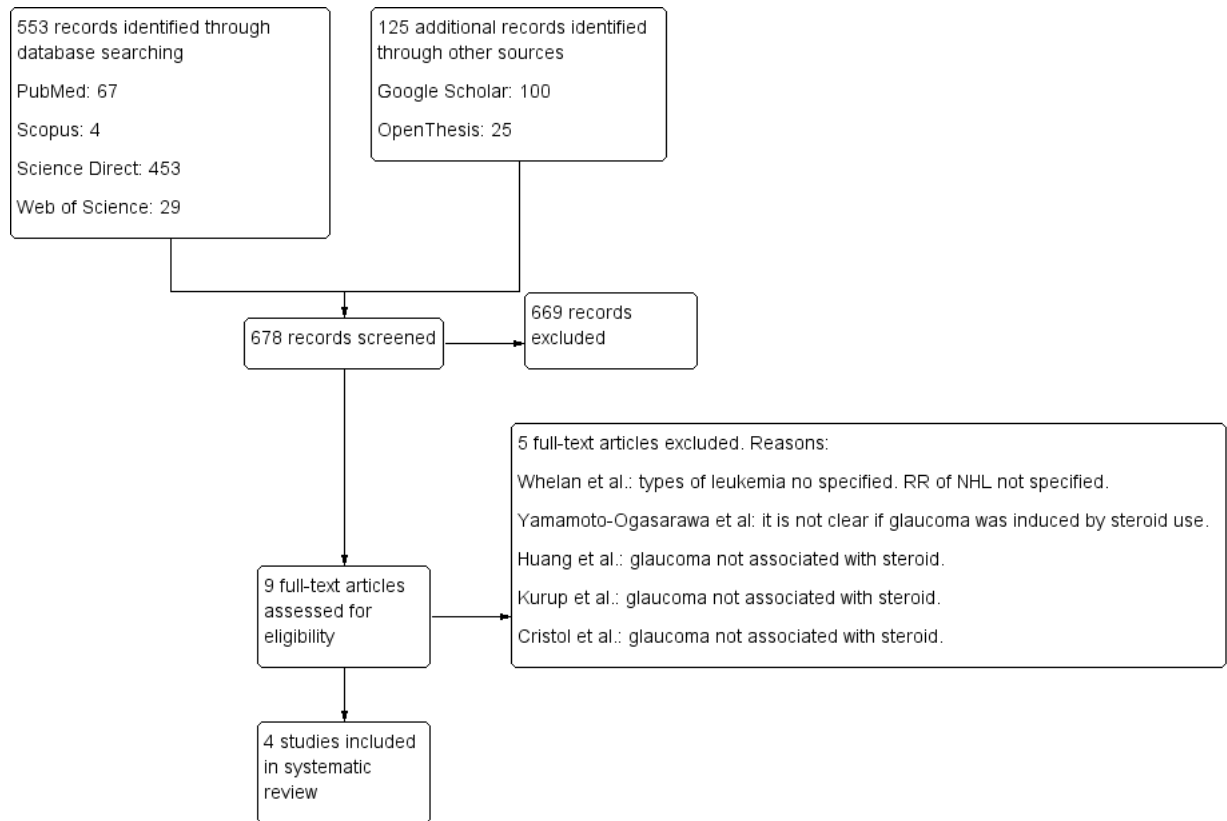 553 records identified through
database searching
PubMed: 67
Scopus: 4
Science Direct: 453
Web of Science: 29
125 additional records identified
through other sources
Google Scholar: 100
OpenThesis: 25
678 records screened
669 records
excluded
9 full-text articles
assessed for
eligibility
5 full-text articles excluded. Reasons:
Whelan et al.: types of leukemia no specified. RR of NHL not specified.
Yamamoto-Ogasarawa et al: it is not clear if glaucoma was induced by steroid use.
Huang et al.: glaucoma not associated with steroid.
Kurup et al.: glaucoma not associated with steroid.
Cristol et al.: glaucoma not associated with steroid.
4 studies included
in systematic
review